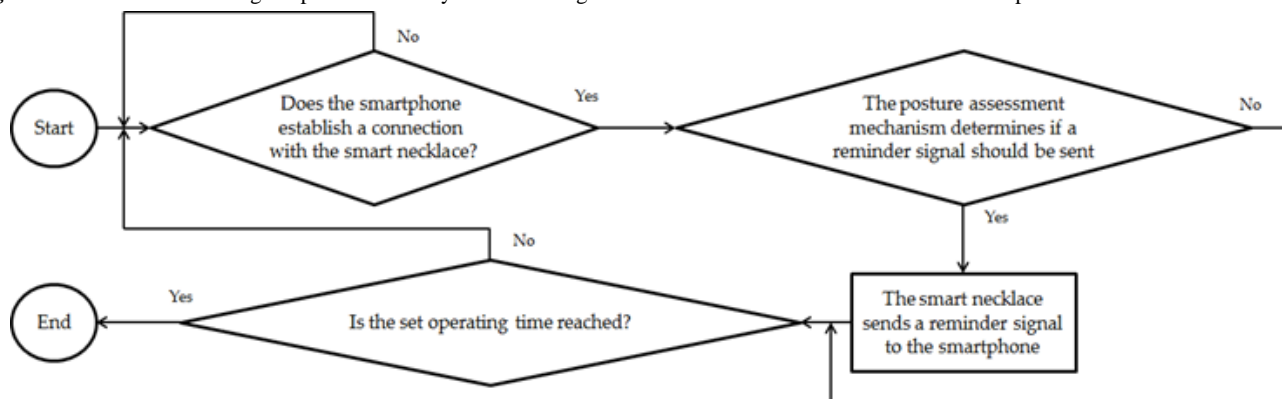 No
Does the smartphone
establish a connection
with the smart necklace?
Start
Yes
The posture assessment
mechanism determines if a
reminder signal should be sent
No
Yes
No
End
Yes
Is the set operating time reached?
The smart necklace
sends a reminder signal
to the smartphone